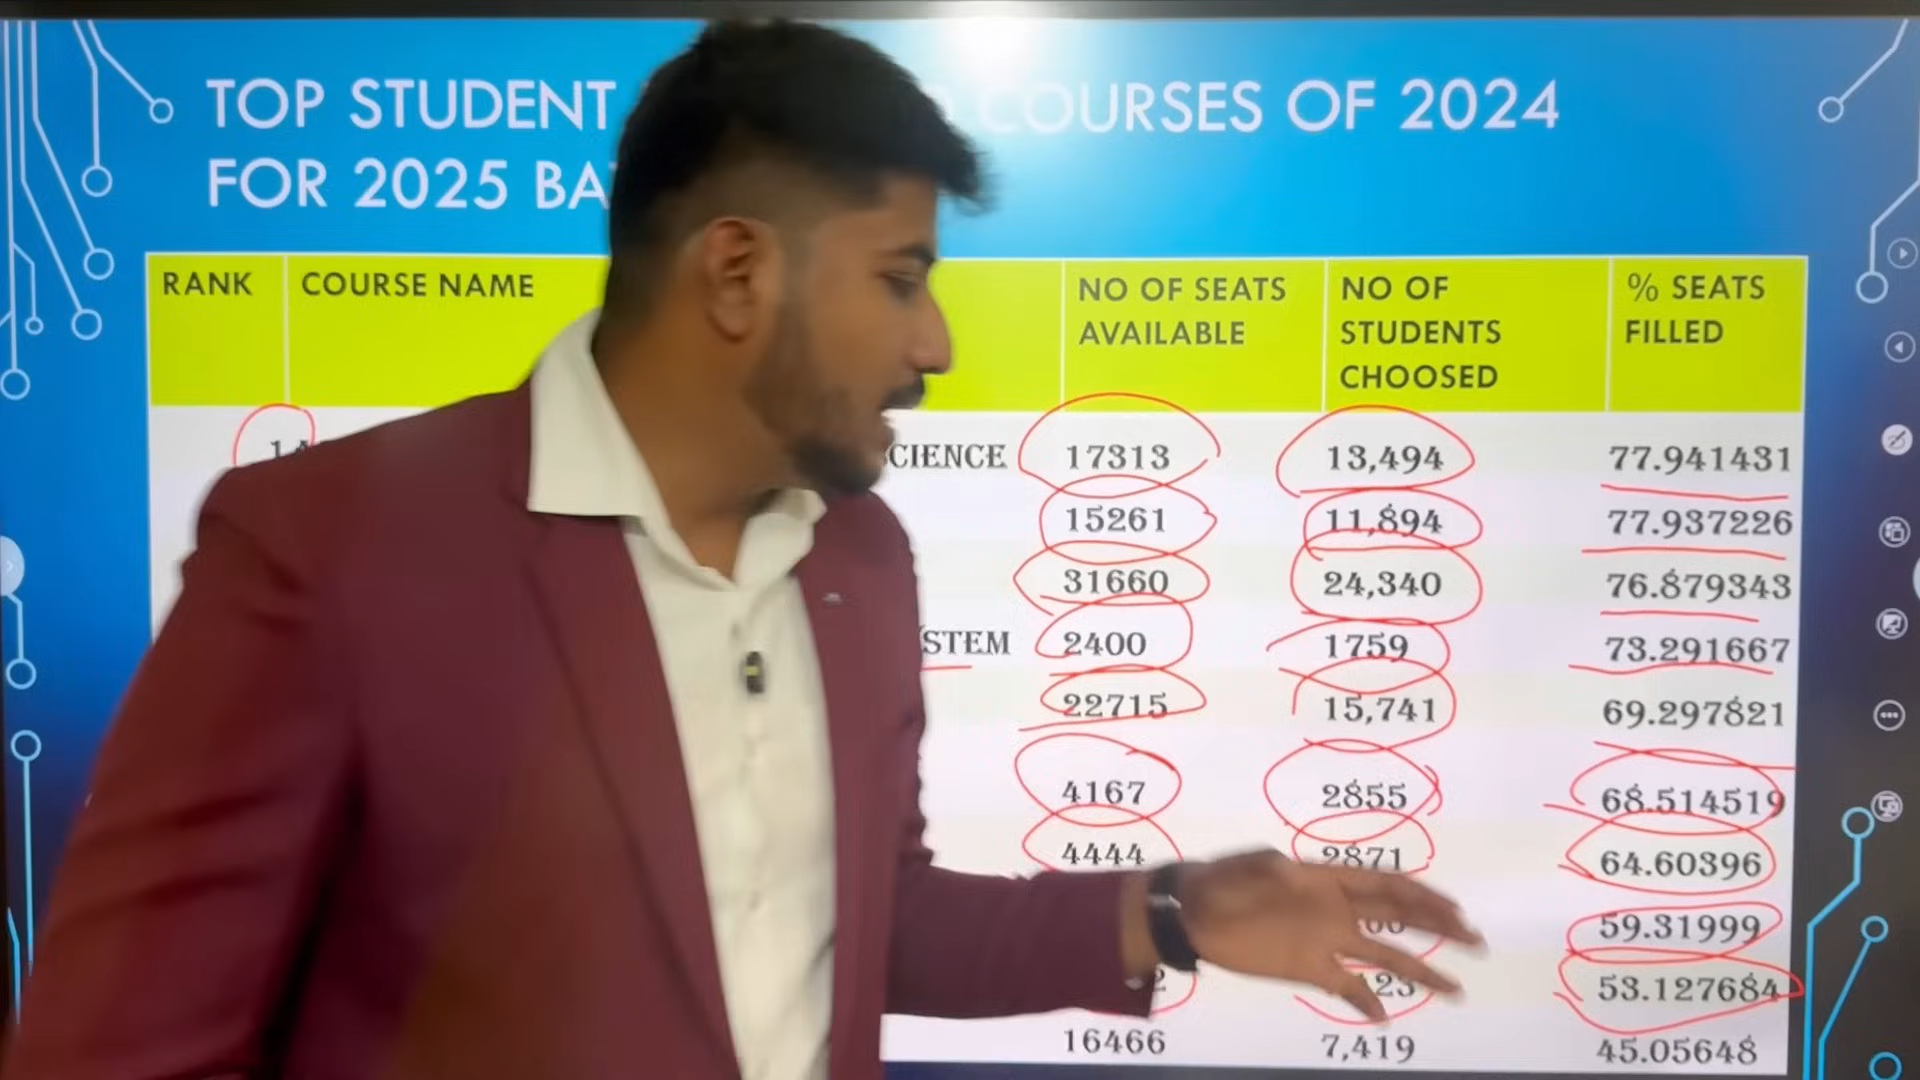 TOP STUDENT COURSES OF 2024
FOR 2025
RANK COURSE NAME NO OF SEATS AVAILABLE NO OF STUDENTS CHOOSED % SEATS FILLED
1 17313 13,494 77.941431
15261 11,894 77.937226
31660 24,340 76.879343
2400 1759 73.291667
22715 15,741 69.297821
4167 2855 68.514519
4444 2871 64.60396
59.31999
53.127684
16466 7,419 45.05648